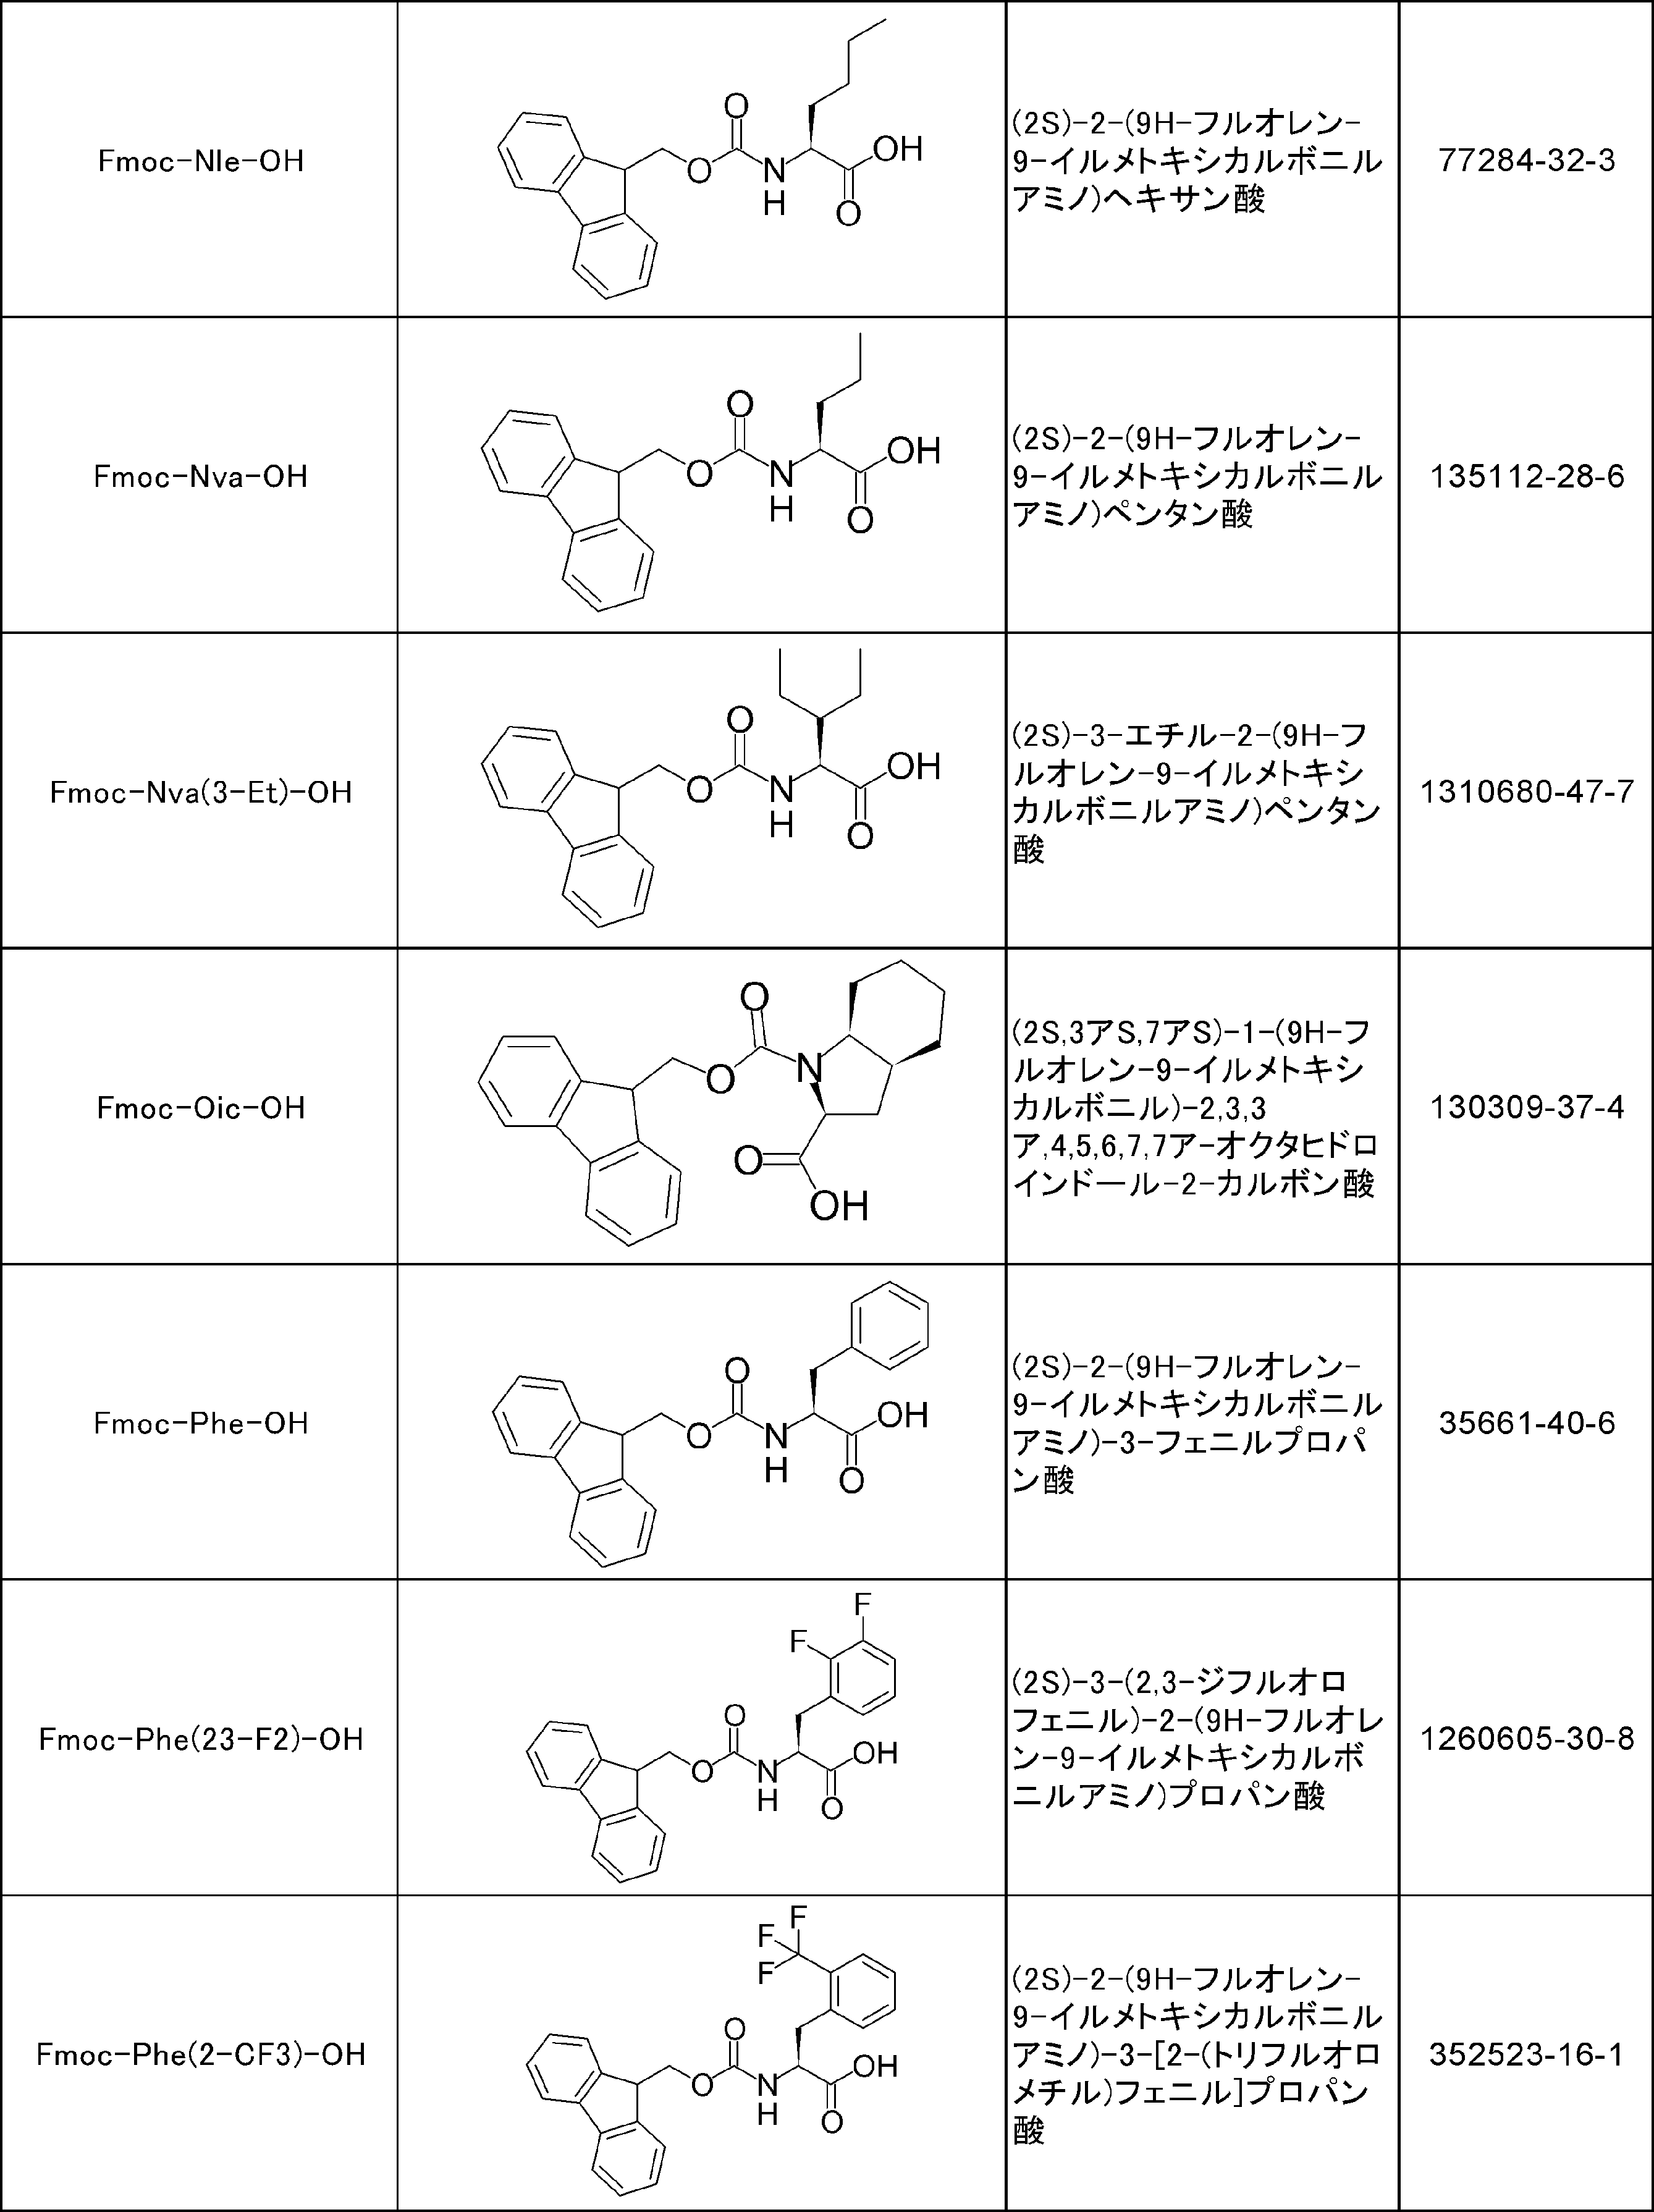 Fmoc-Nle-OH
O
O
N
H
OH
O
(2S)-2-(9H-フルオレン-
9-イルメトキシカルボニル
アミノ)ヘキサン酸
77284-32-3
Fmoc-Nva-OH
O
O
N
H
OH
O
(2S)-2-(9H-フルオレン-
9-イルメトキシカルボニル
アミノ)ペンタン酸
135112-28-6
Fmoc-Nva(3-Et)-OH
O
O
N
H
OH
O
(2S)-3-エチル-2-(9H-フ
ルオレン-9-イルメトキシ
カルボニルアミノ)ペンタン
酸
1310680-47-7
Fmoc-Oic-OH
O
O
N
O
OH
(2S,3アS,7アS)-1-(9H-フ
ルオレン-9-イルメトキシ
カルボニル)-2,3,3
ア,4,5,6,7,7ア-オクタヒドロ
インドール-2-カルボン酸
130309-37-4
Fmoc-Phe-OH
O
O
N
H
OH
O
(2S)-2-(9H-フルオレン-
9-イルメトキシカルボニル
アミノ)-3-フェニルプロパ
ン酸
35661-40-6
Fmoc-Phe(23-F2)-OH
F
F
O
O
N
H
OH
O
(2S)-3-(2,3-ジフルオロ
フェニル)-2-(9H-フルオレ
ン-9-イルメトキシカルボ
ニルアミノ)プロパン酸
1260605-30-8
Fmoc-Phe(2-CF3)-OH
F
F
F
O
O
N
H
OH
O
(2S)-2-(9H-フルオレン-
9-イルメトキシカルボニル
アミノ)-3-[2-(トリフルオロ
メチル)フェニル]プロパン
酸
352523-16-1